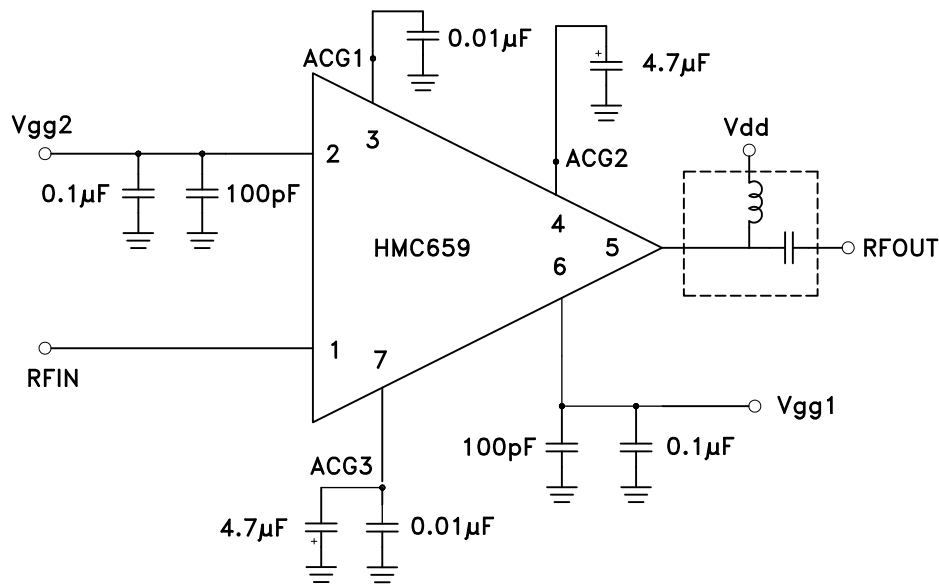 0.01μF
ACG1
4.7μF
Vgg2
Vdd
3
2
ACG2
0.1μF
100pF
4
HMC659
5
RFOUT
6
1
7
RFIN
Vgg1
100pF
0.1μF
ACG3
4.7μF
0.01μF
+
+